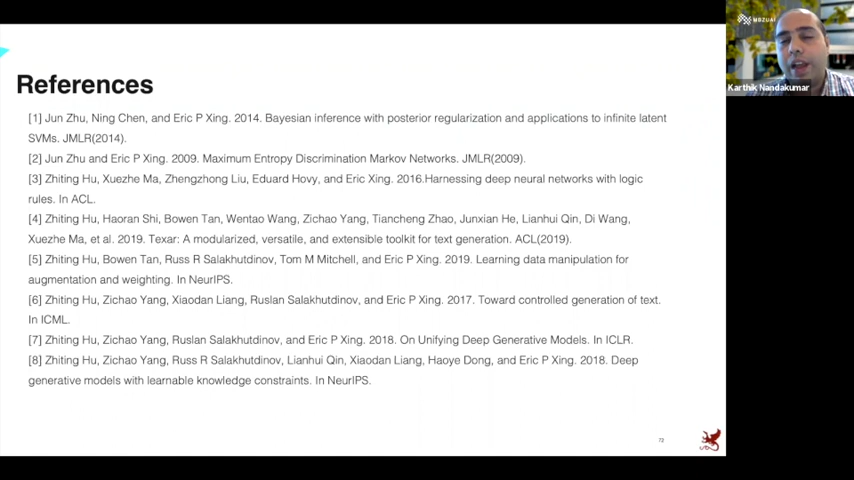 MBZUAI
Karthik Nandakumar
References
[1] Jun Zhu, Ning Chen, and Eric P Xing. 2014. Bayesian inference with posterior regularization and applications to infinite latent
SVMs. JMLR(2014).
[2] Jun Zhu and Eric P Xing. 2009. Maximum Entropy Discrimination Markov Networks. JMLR(2009).
[3] Zhiting Hu, Xuezhe Ma, Zhengzhong Liu, Eduard Hovy, and Eric Xing. 2016.Harnessing deep neural networks with logic
rules. In ACL.
[4] Zhiting Hu, Haoran Shi, Bowen Tan, Wentao Wang, Zichao Yang, Tiancheng Zhao, Junxian He, Lianhui Qin, Di Wang,
Xuezhe Ma, et al. 2019. Texar: A modularized, versatile, and extensible toolkit for text generation. ACL(2019).
[5] Zhiting Hu, Bowen Tan, Russ R Salakhutdinov, Tom M Mitchell, and Eric P Xing. 2019. Learning data manipulation for
augmentation and weighting. In NeurIPS.
[6] Zhiting Hu, Zichao Yang, Xiaodan Liang, Ruslan Salakhutdinov, and Eric P Xing. 2017. Toward controlled generation of text.
In ICML.
[7] Zhiting Hu, Zichao Yang, Ruslan Salakhutdinov, and Eric P Xing. 2018. On Unifying Deep Generative Models. In ICLR.
[8] Zhiting Hu, Zichao Yang, Russ R Salakhutdinov, Lianhui Qin, Xiaodan Liang, Haoye Dong, and Eric P Xing. 2018. Deep
generative models with learnable knowledge constraints. In NeurIPS.
72